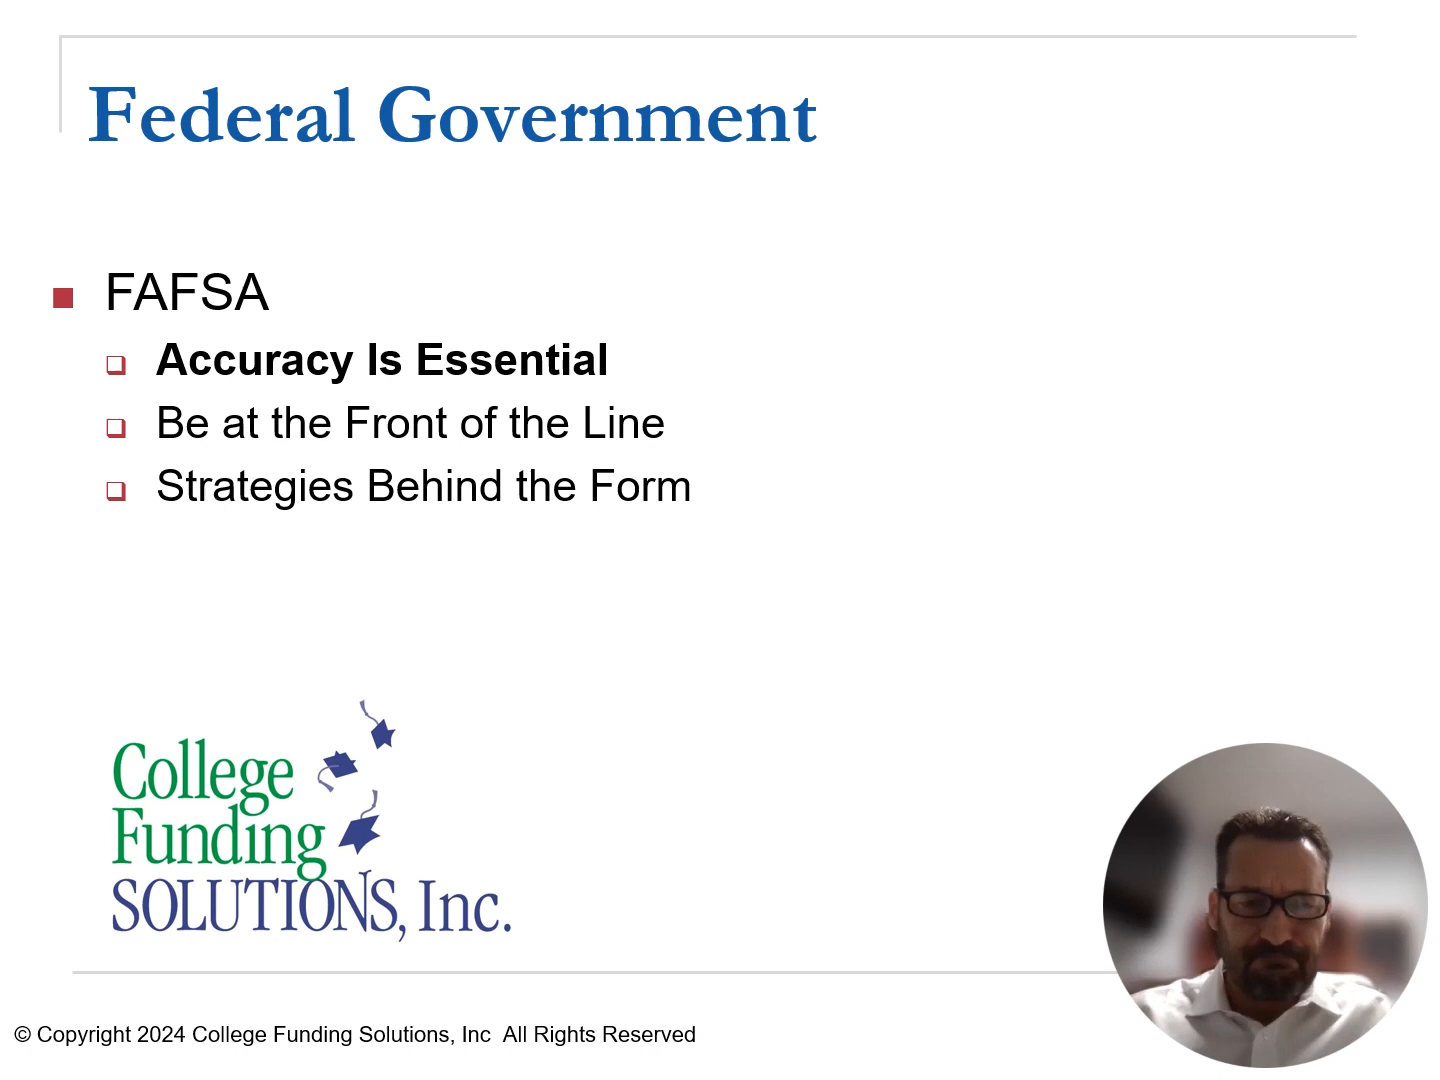 Federal Government
FAFSA
Accuracy Is Essential
Be at the Front of the Line
Strategies Behind the Form
College
Funding
SOLUTIONS, Inc.
© Copyright 2024 College Funding Solutions, Inc  All Rights Reserved